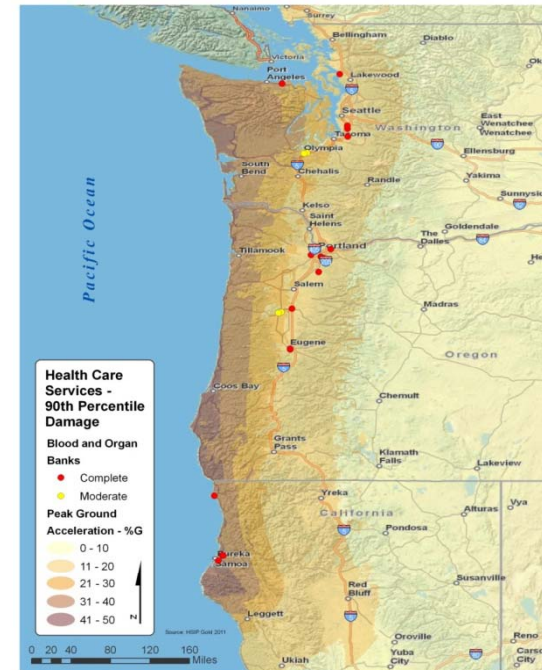 Nanaimo
Surrey
Bellingham
Diablo
Victoria
Port
Angeles
Lakewood
Seattle
Tacoma
Washington
East
Wenatchee
Wenatchee
Olympia
Ellensburg
South
Bend
Chehalis
Randle
Yakima
Kelso
Saint
Helens
Goldendale
The
Dalles
Portland
Tillamook
Salem
Madras
Pacific Ocean
Eugene
Oregon
Coos Bay
Chemult
Grants
Pass
Klamath
Falls
Lakeview
Yreka
California
Alturas
Vya
Pondosa
Eureka
Samoa
Susanville
Red
Bluff
Leggett
Oroville
Reno
Yuba
City
Ukiah
City
Health Care
Services -
90th Percentile
Damage
Blood and Organ
Banks
Complete
Moderate
Peak Ground
Acceleration - %G
0 - 10
11 - 20
21 - 30
31 - 40
41 - 50
N
Source: HSIP Gold 2011
0 20 40 80 120 160
Miles